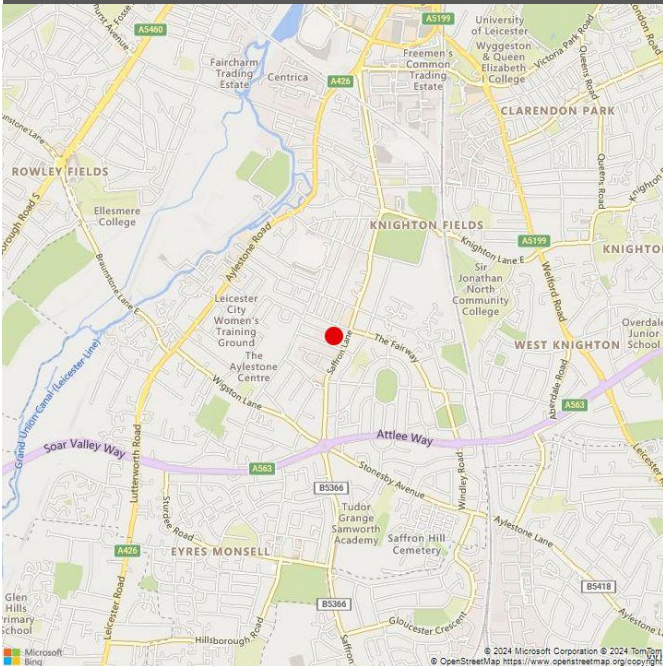 A5199
University
of Leicester
A5460
Fosse
Wyggeston
& Queen
Elizabeth
College
Victoria Park Road
London
Road
Freemen's
Common
Trading
Estate
Faircharm
Trading
Estate
Centrica
A426
Queens Road
CLARENDON PARK
ROWLEY FIELDS
Ellesmere
College
Queens Road
KNIGHTON FIELDS
Knighton Lane E
A5199
Aylestone Road
Braunstone Lane E
Sir
Jonathan
North
Community
College
Welford Road
Leicester
City
Women's
Training
Ground
Overdale
Junior
School
The Fairway
Saffron Lane
WEST KNIGHTON
The
Aylestone
Centre
Grand Union Canal (Leicester Line)
Aberdale Road
Wigston Lane
A563
Attlee Way
Soar Valley Way
Lutterworth Road
A563
Stonesby Avenue
Windley Road
B5366
Sturdee Road
Tudor
Grange
Samworth
Academy
Saffron Hill
Cemetery
Aylestone Lane
A426
EYRES MONSELL
B5418
Glen
Hills
Primary
School
Leicester Road
B5366
Gloucester Crescent
Hillsborough Road
Saffron
Microsoft
Bing
© 2024 Microsoft Corporation © 2024 TomTom
© OpenStreetMap https://www.openstreetmap.org/copyright